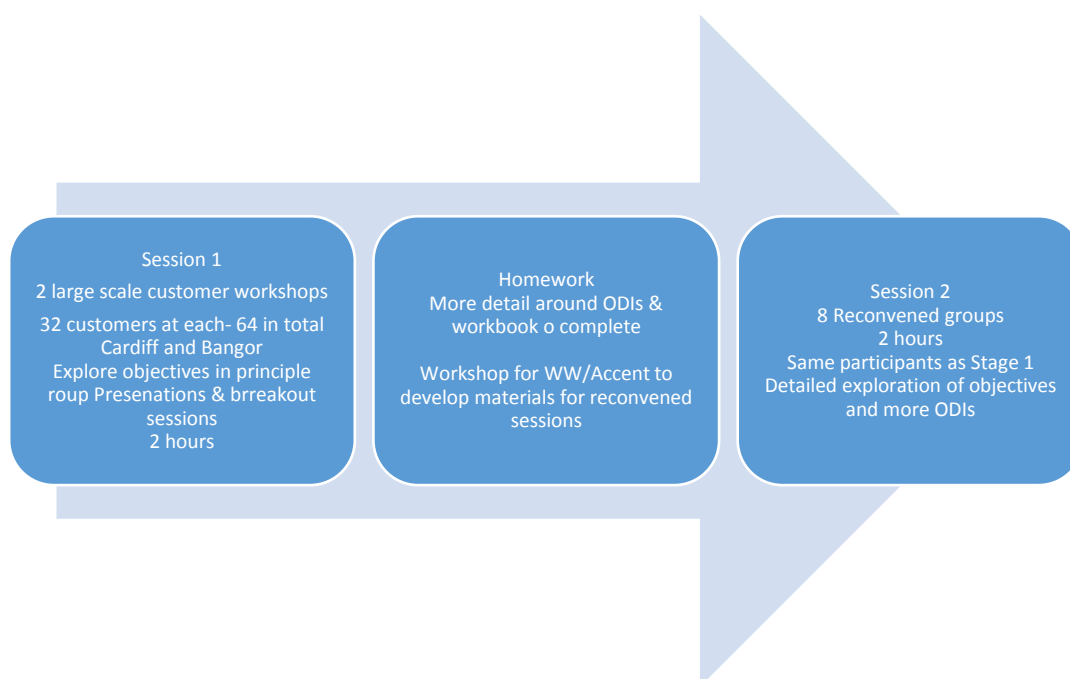 Session 1
2 large scale customer workshops
32 customers at each- 64 in total
Cardiff and Bangor
Explore objectives in principle
roup Presenations & brreakout
sessions
2 hours
Homework
More detail around ODIs &
workbook o complete
Workshop for WW/Accent to
develop materials for reconvened
sessions
Session 2
8 Reconvened groups
2 hours
Same participants as Stage 1
Detailed exploration of objectives
and more ODIs